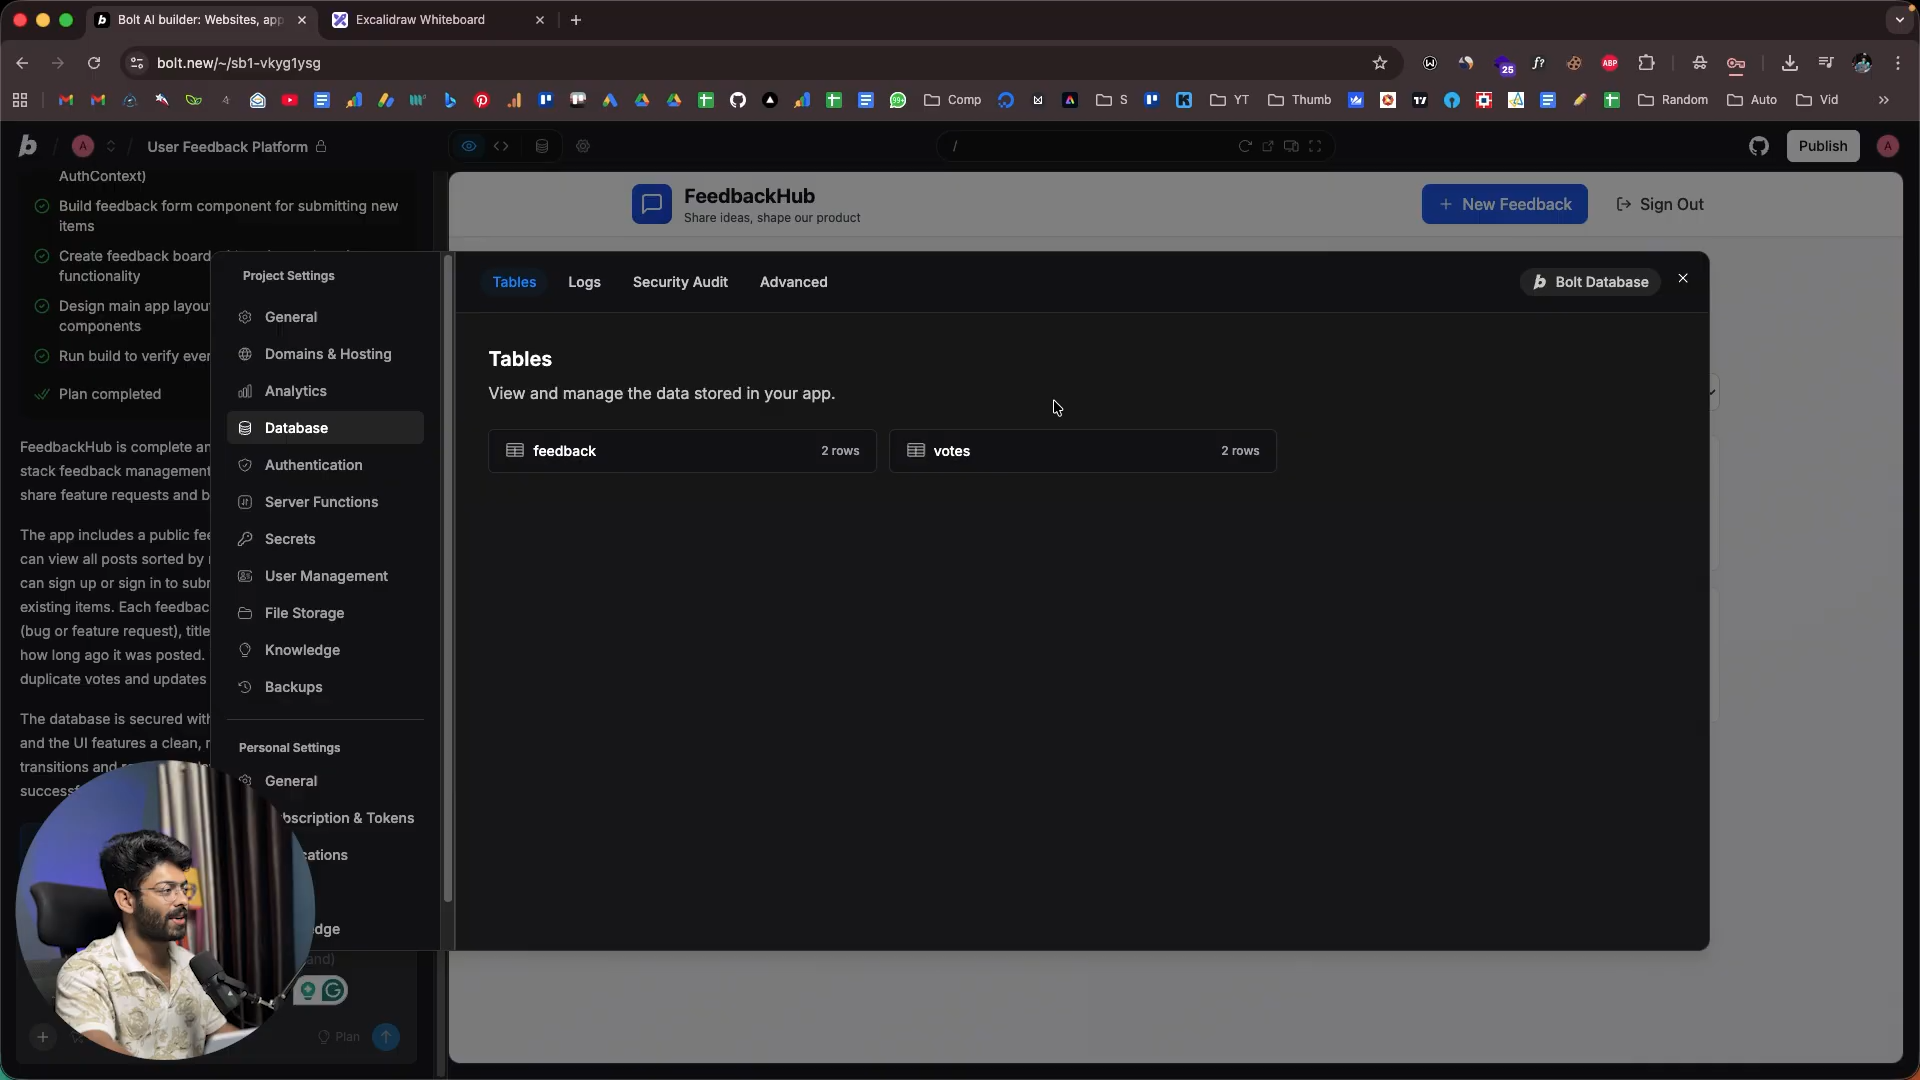 Bolt AI builder: Websites, app
Excalidraw Whiteboard
bolt.new/~/sb1-vkyg1ysg
25
f?
ABP
99+
Comp
S
YT
Thumb
Random
Auto
Vid
A
User Feedback Platform
/
Publish
A
AuthContext)
Build feedback form component for submitting new
items
Create feedback board
functionality
Design main app layou
components
Run build to verify ever
Plan completed
FeedbackHub is complete an
stack feedback management
share feature requests and b
The app includes a public fee
can view all posts sorted by
can sign up or sign in to subr
existing items. Each feedbac
(bug or feature request), title
how long ago it was posted.
duplicate votes and updates
The database is secured with
and the UI features a clean, r
transitions and
success
Plan
FeedbackHub
Share ideas, shape our product
New Feedback
Sign Out
Project Settings
General
Domains & Hosting
Analytics
Database
Authentication
Server Functions
Secrets
User Management
File Storage
Knowledge
Backups
Personal Settings
General
bscription & Tokens
cations
edge
and)
Tables
Logs
Security Audit
Advanced
Bolt Database
Tables
View and manage the data stored in your app.
feedback
2 rows
votes
2 rows